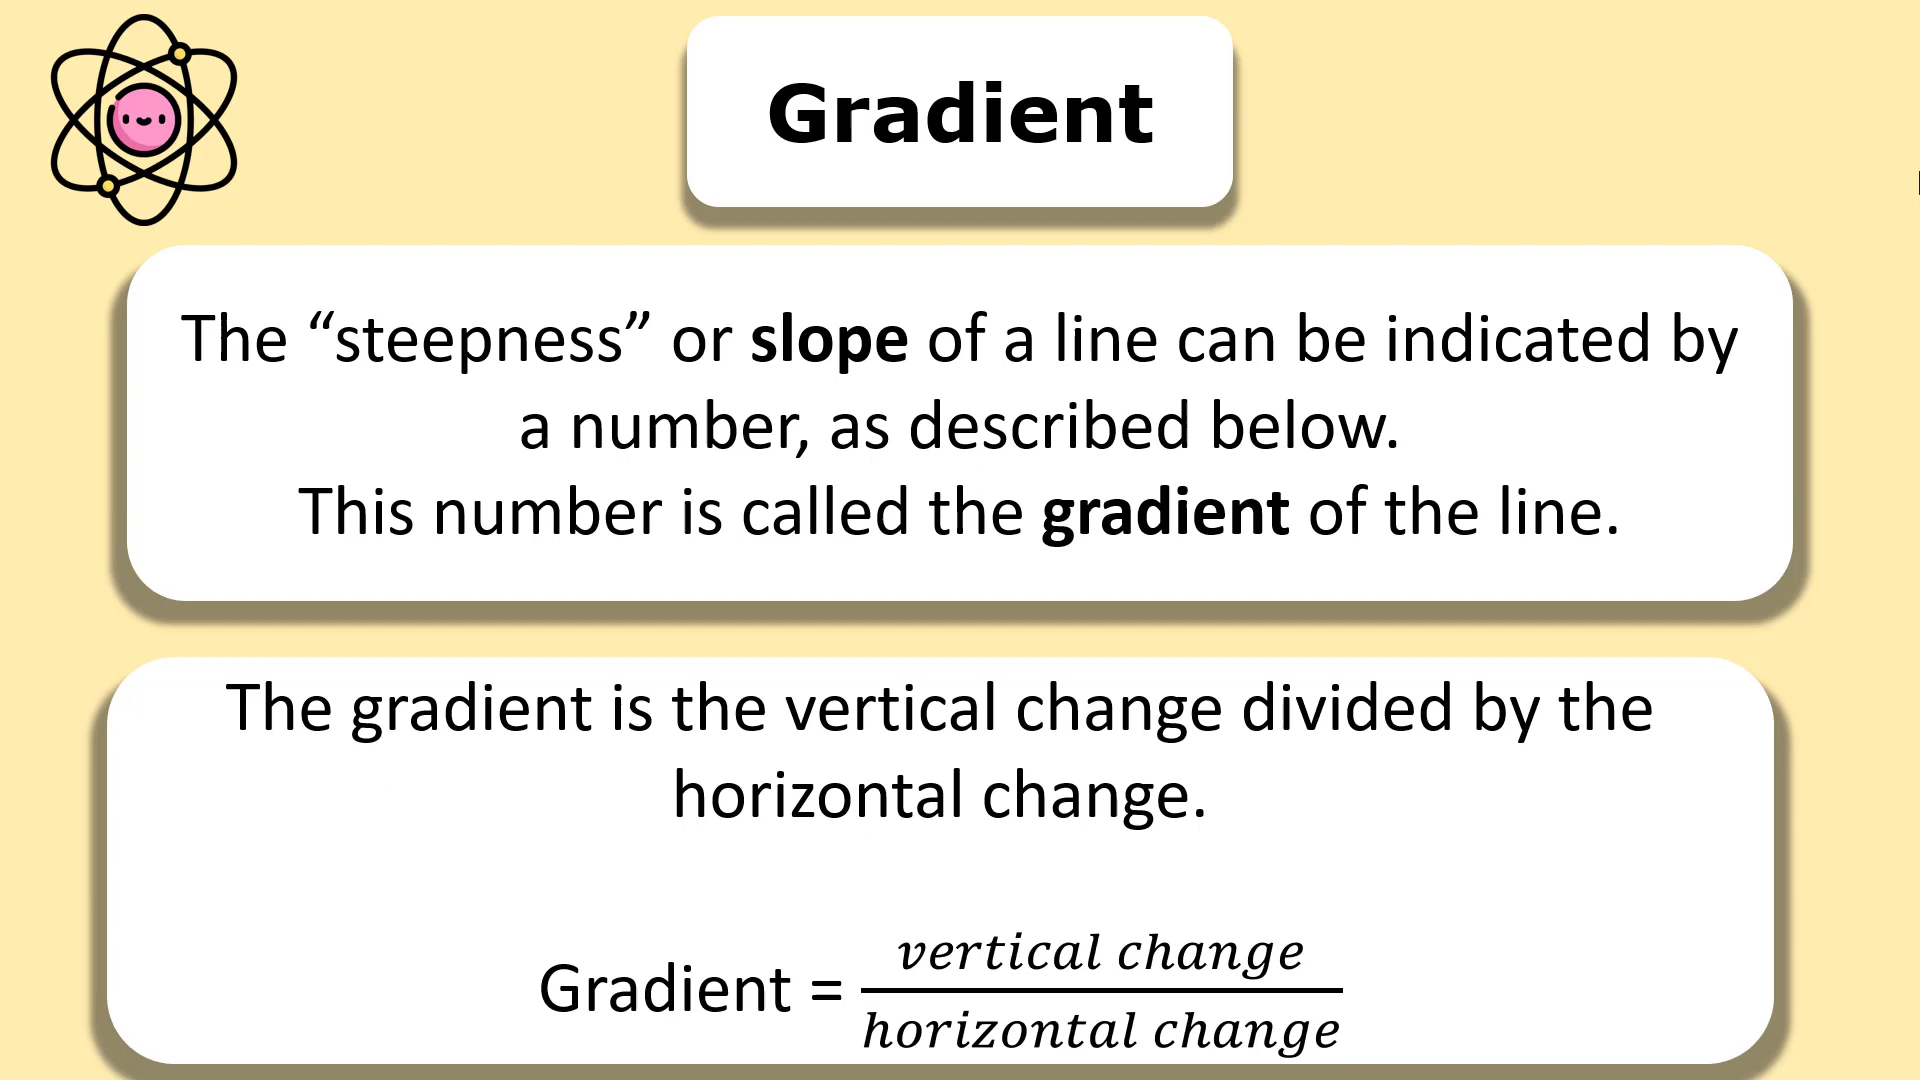 Gradient
The “steepness” or slope of a line can be indicated by
a number, as described below.
This number is called the gradient of the line.
The gradient is the vertical change divided by the
horizontal change.
Gradient = vertical change / horizontal change